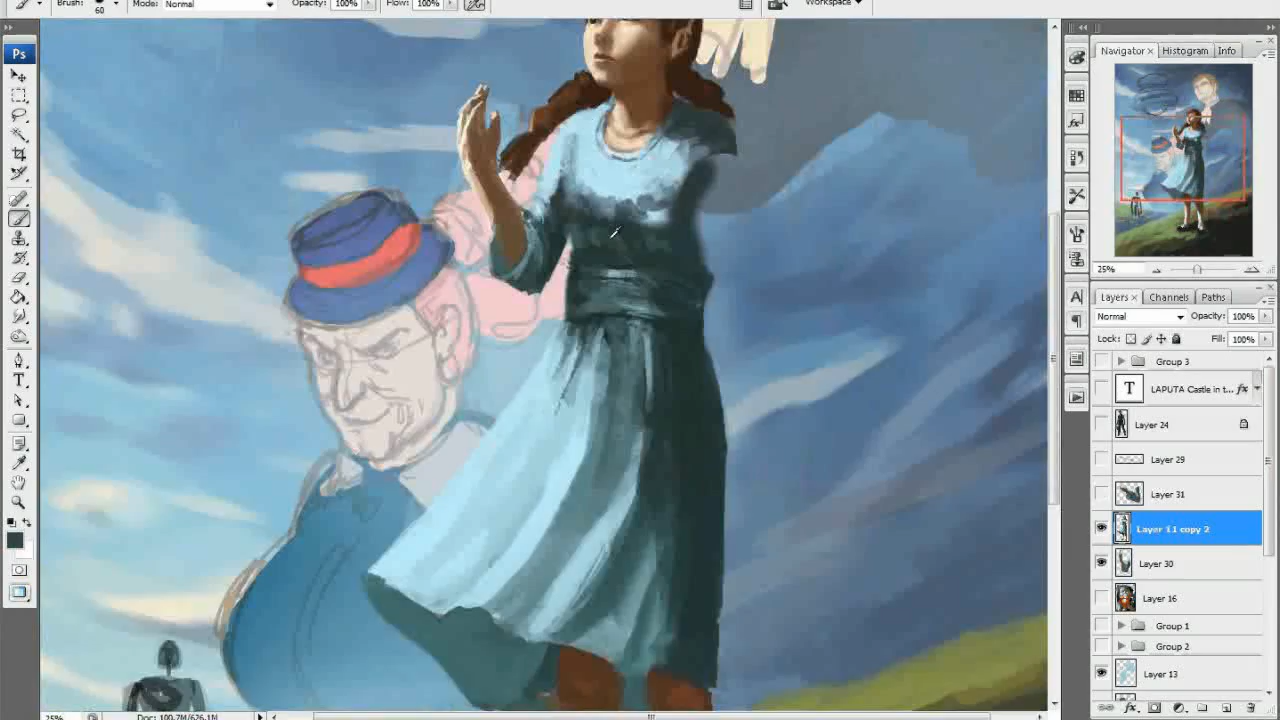 Brush: 60 Mode: Normal Opacity: 100% Flow: 100% Workspace
Ps
Navigator Histogram Info
25%
Layers Channels Paths
Normal Opacity: 100%
Lock: Fill: 100%
Group 3
T LAPUTA Castle in t... fx
Layer 24
Layer 29
Layer 31
Layer 11 copy 2
Layer 30
Layer 16
Group 1
Group 2
Layer 13
25% Doc: 100.7M/626.1M